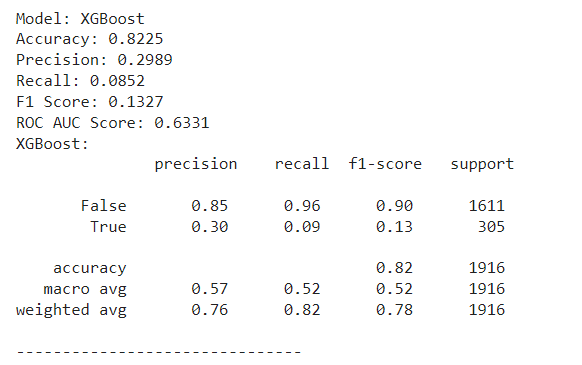 Model: XGBoost
Accuracy: 0.8225
Precision: 0.2989
Recall: 0.0852
F1 Score: 0.1327
ROC AUC Score: 0.6331
XGBoost:
precision recall f1-score support
False 0.85 0.96 0.90 1611
True 0.30 0.09 0.13 305
accuracy 0.82 1916
macro avg 0.57 0.52 0.52 1916
weighted avg 0.76 0.82 0.78 1916
-------------------------------